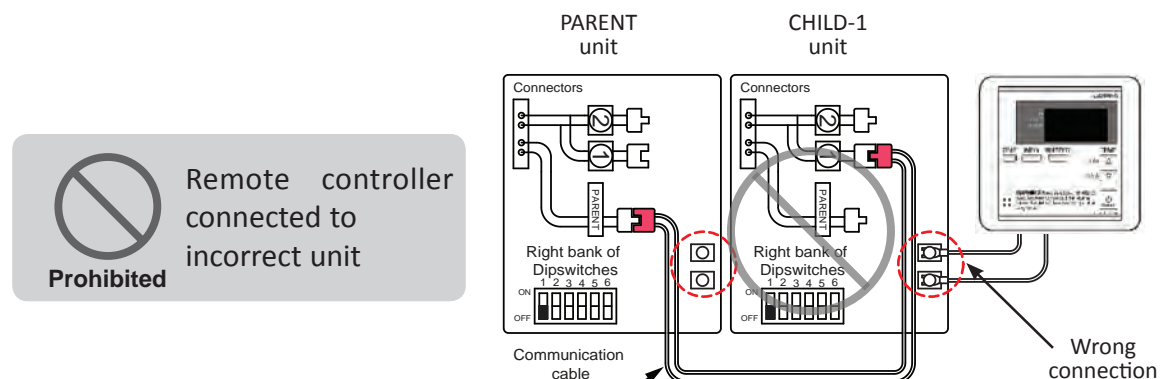 PARENT
unit
CHILD-1
unit
Prohibited
Remote controller
connected to
incorrect unit
Connectors
2
1
PARENT
Right bank of
Dipswitches
1 2 3 4 5 6
ON
OFF
Connectors
2
1
PARENT
Right bank of
Dipswitches
1 2 3 4 5 6
ON
OFF
Communication
cable
Wrong
connection